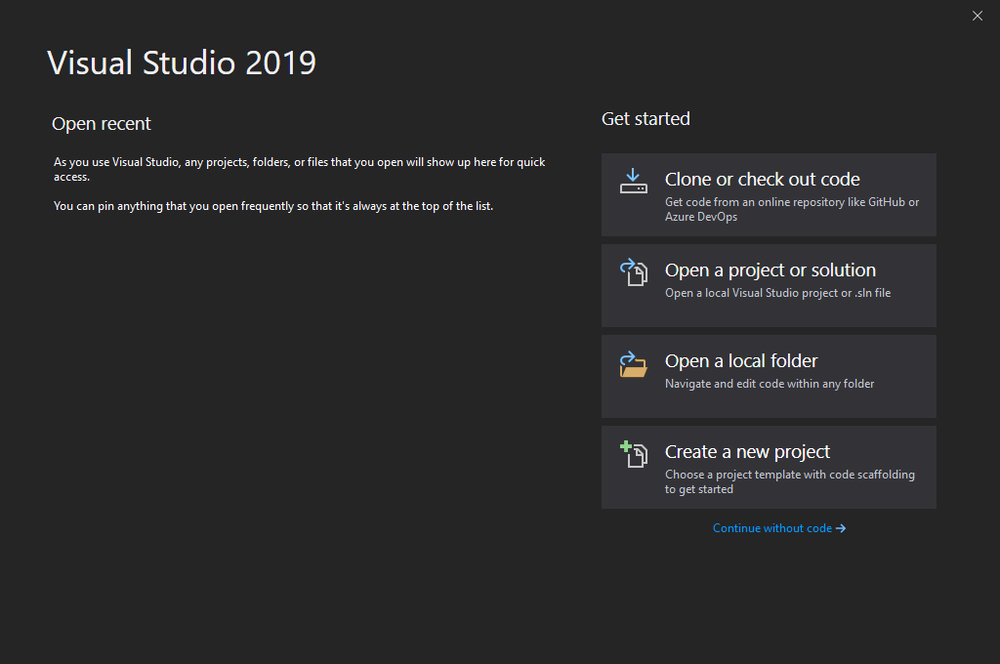 Visual Studio 2019
Open recent
As you use Visual Studio, any projects, folders, or files that you open will show up here for quick
access.
You can pin anything that you open frequently so that it's always at the top of the list.
Get started
Clone or check out code
Get code from an online repository like GitHub or
Azure DevOps
Open a project or solution
Open a local Visual Studio project or .sln file
Open a local folder
Navigate and edit code within any folder
Create a new project
Choose a project template with code scaffolding
to get started
Continue without code →